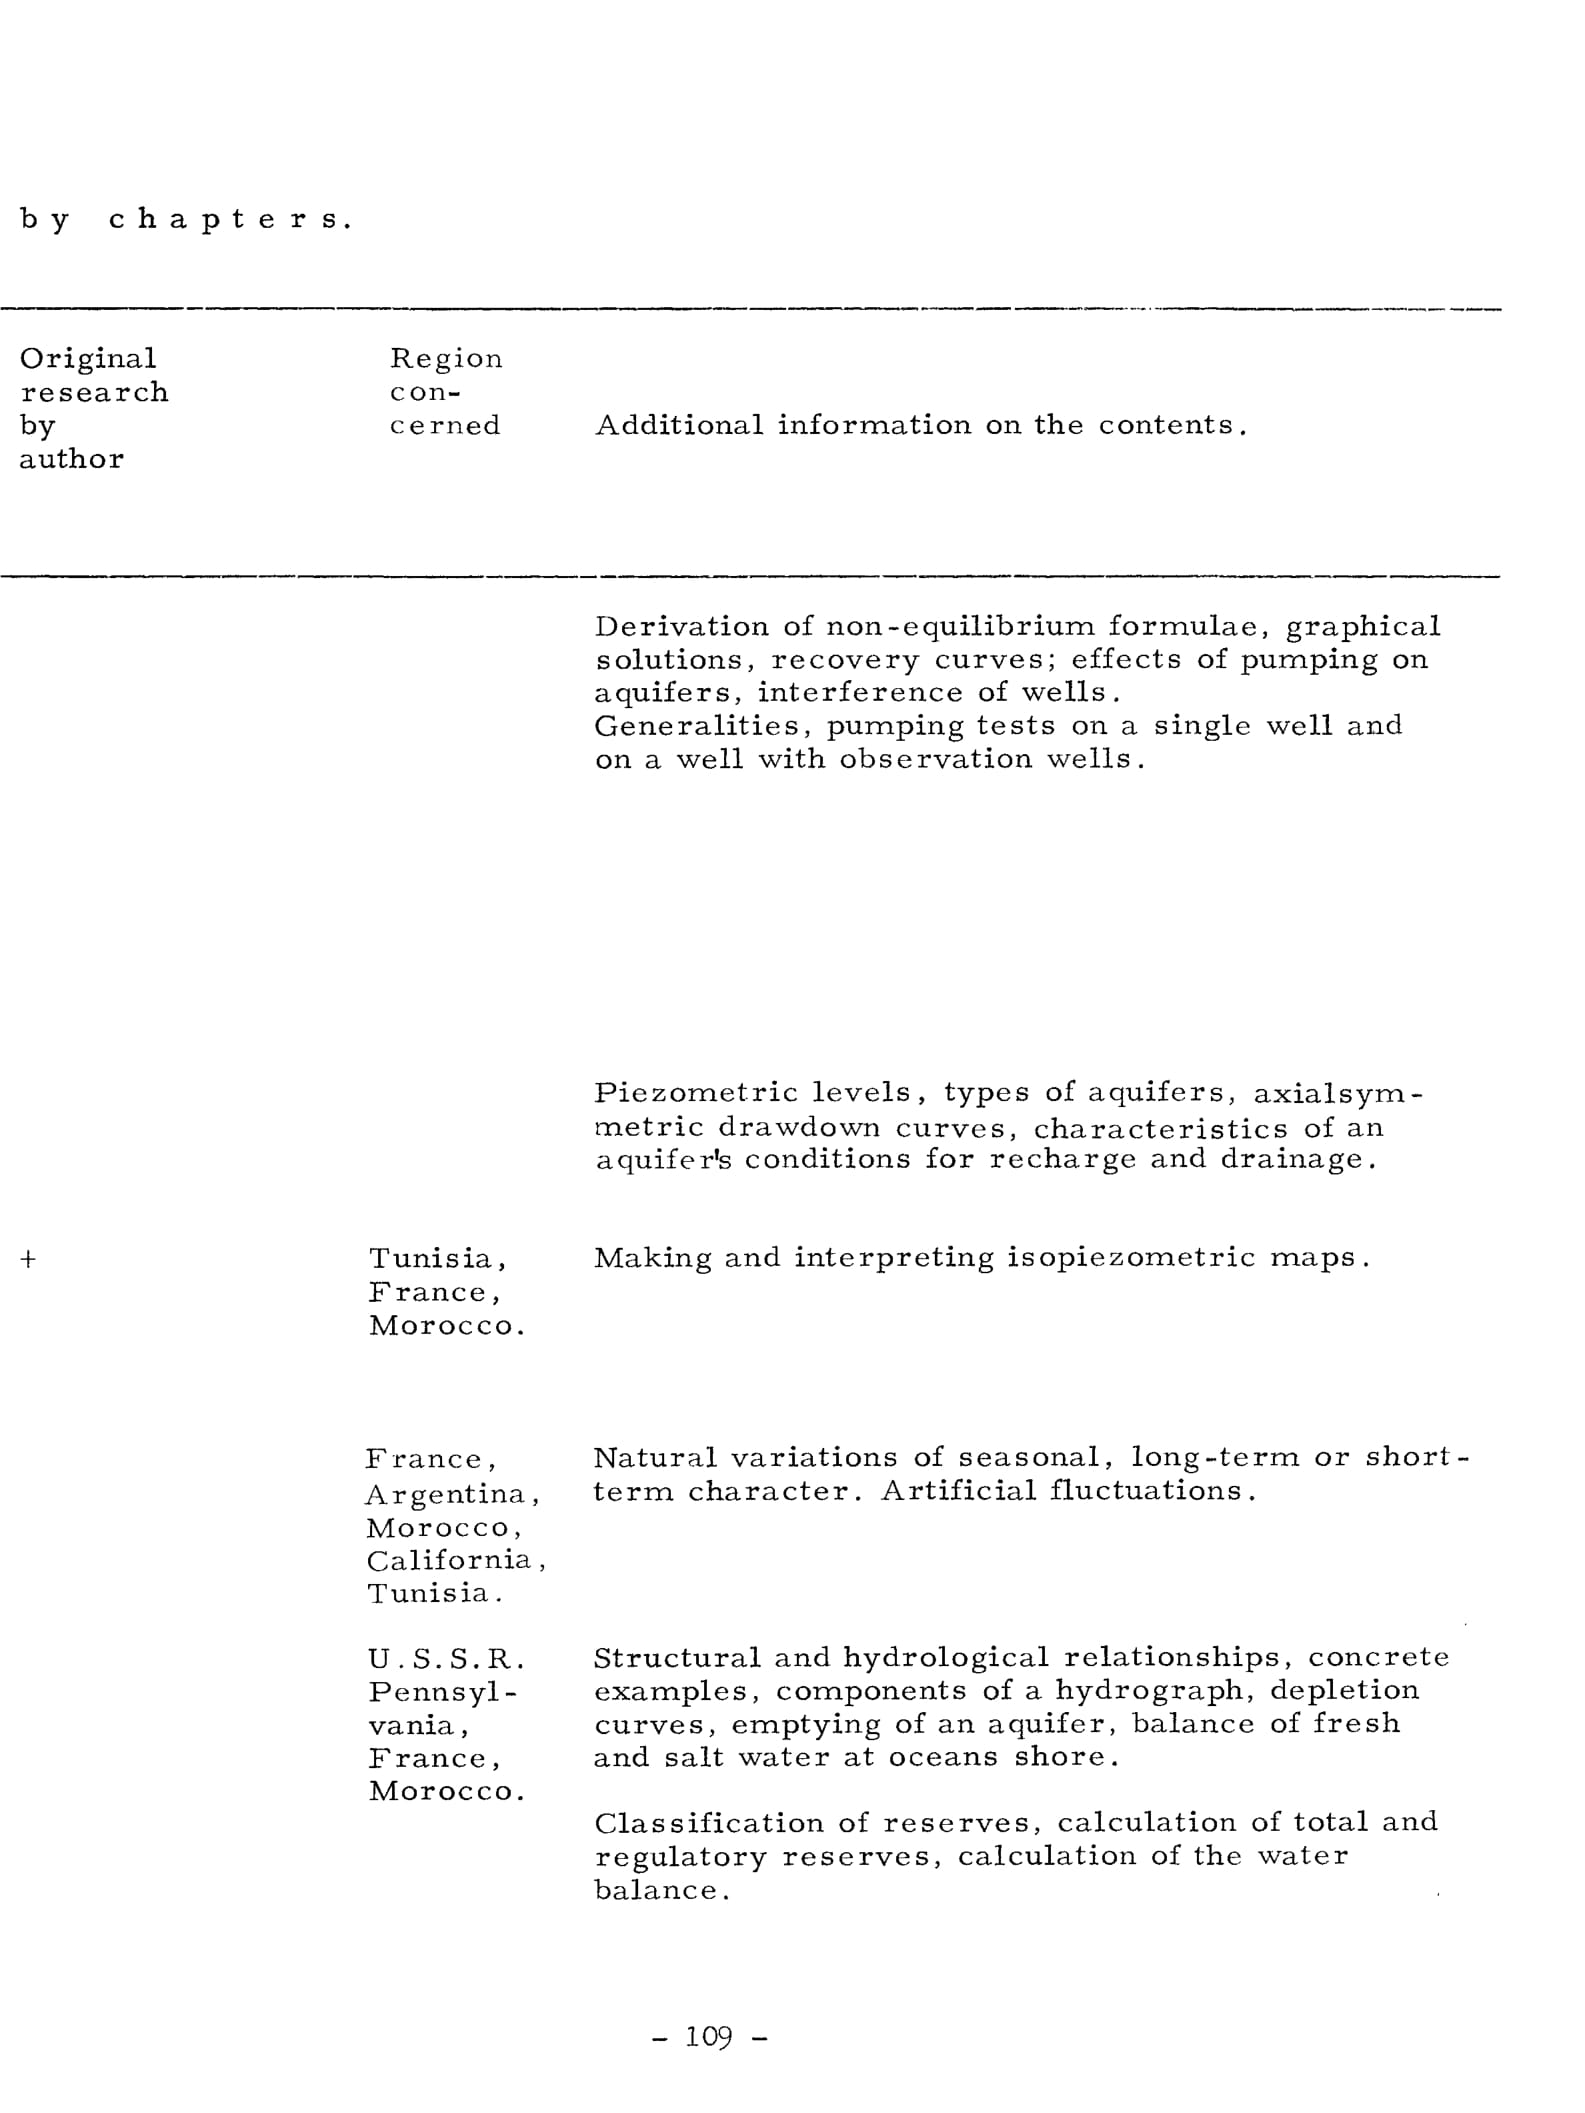 by chapters.
Original
research
by
author
Region
con-
cerned
Additional information on the contents.
Derivation of non-equilibrium formulae, graphical
solutions, recovery curves; effects of pumping on
aquifers, interference of wells.
Generalities, pumping tests on a single well and
on a well with observation wells.
Piezometric levels, types of aquifers, axialsym-
metric drawdown curves, characteristics of an
aquifer's conditions for recharge and drainage.
+
Tunisia,
France,
Morocco.
Making and interpreting isopiezometric maps.
France,
Argentina,
Morocco,
California,
Tunisia.
Natural variations of seasonal, long-term or short-
term character. Artificial fluctuations.
U.S.S.R.
Pennsyl-
vania,
France,
Morocco.
Structural and hydrological relationships, concrete
examples, components of a hydrograph, depletion
curves, emptying of an aquifer, balance of fresh
and salt water at oceans shore.
Classification of reserves, calculation of total and
regulatory reserves, calculation of the water
balance.
- 109 -